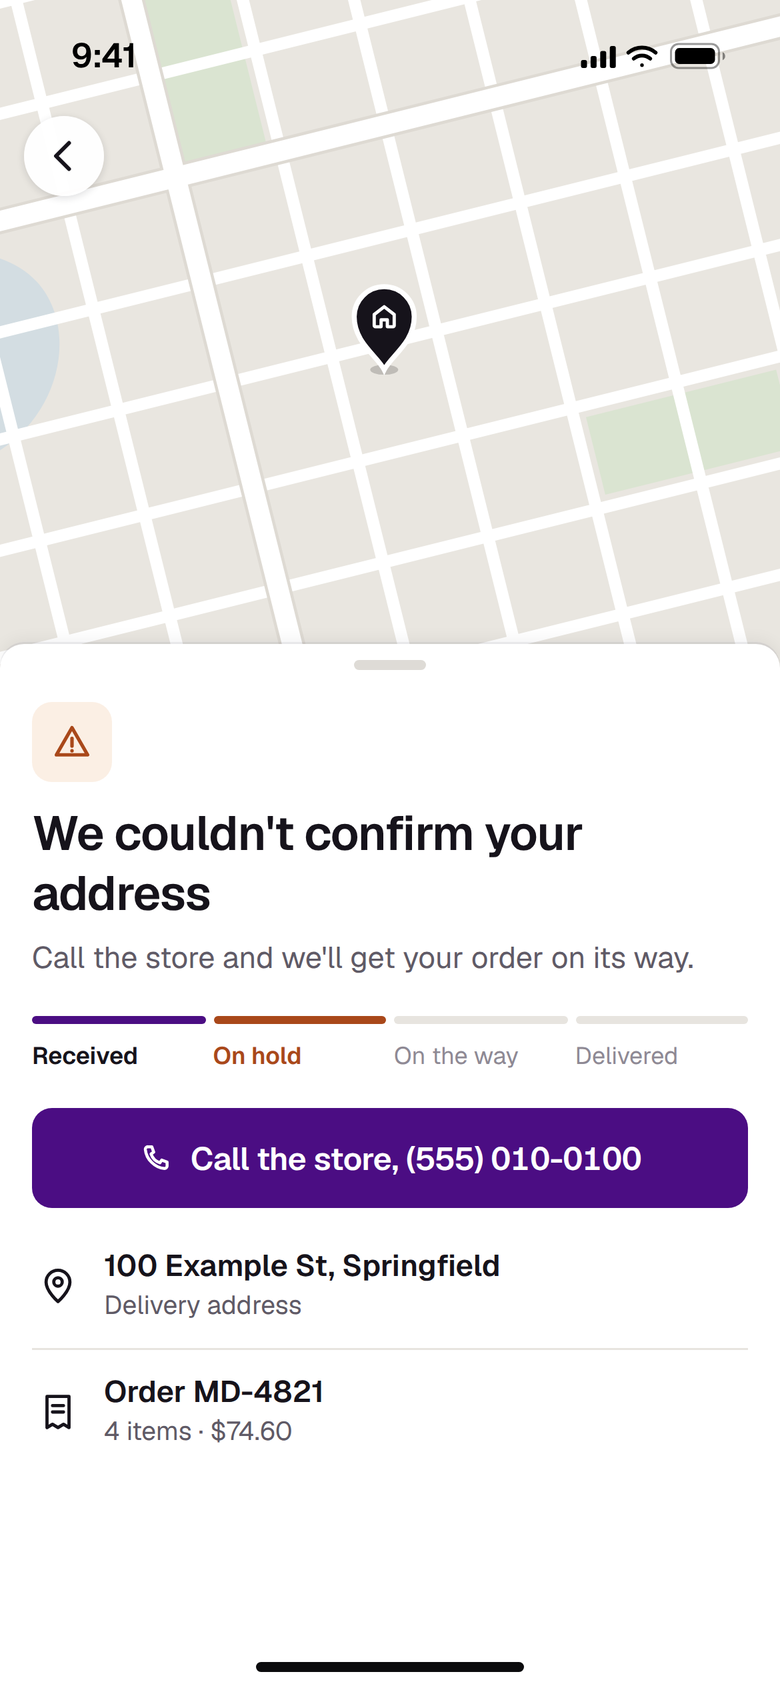 9:41
We couldn't confirm your
address
Call the store and we'll get your order on its way.
Received
On hold
On the way
Delivered
Call the store, (555) 010-0100
100 Example St, Springfield
Delivery address
Order MD-4821
4 items · $74.60